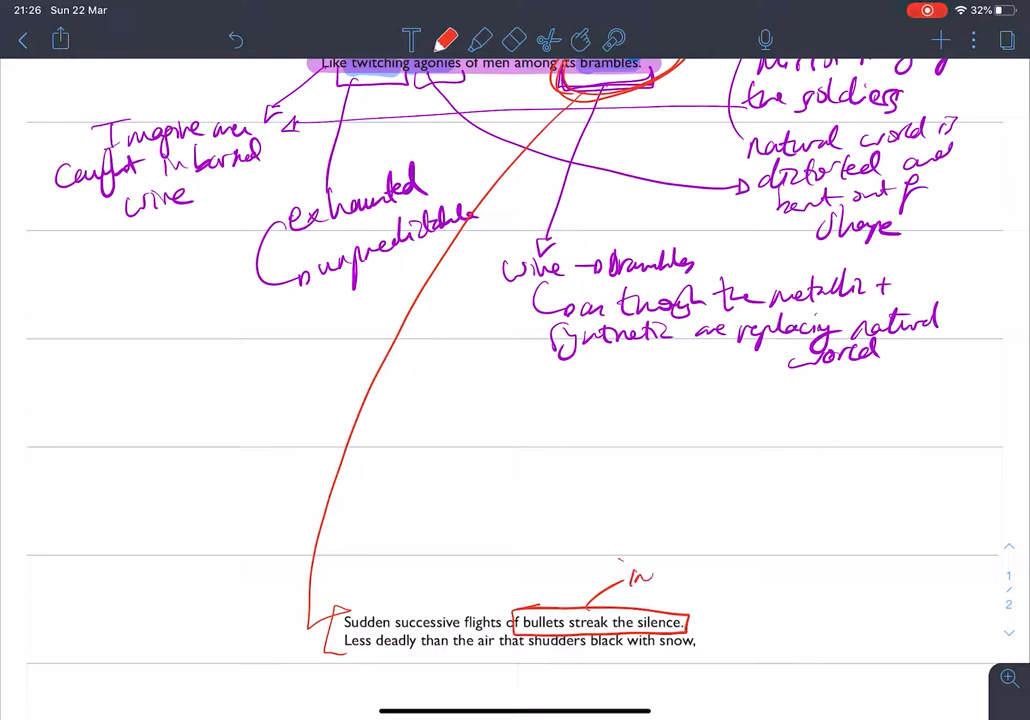 21:26 Sun 22 Mar
32%
Like twitching agonies of men among its brambles.
the soldiers
Imagine men
caught in barbed
wire
natural world is
distorted and
bent out of
shape
exhausted
unpredictable
wire → brambles
as though the metallic +
synthetic are replacing natural
world
in
Sudden successive flights of bullets streak the silence.
Less deadly than the air that shudders black with snow,
1
/
2